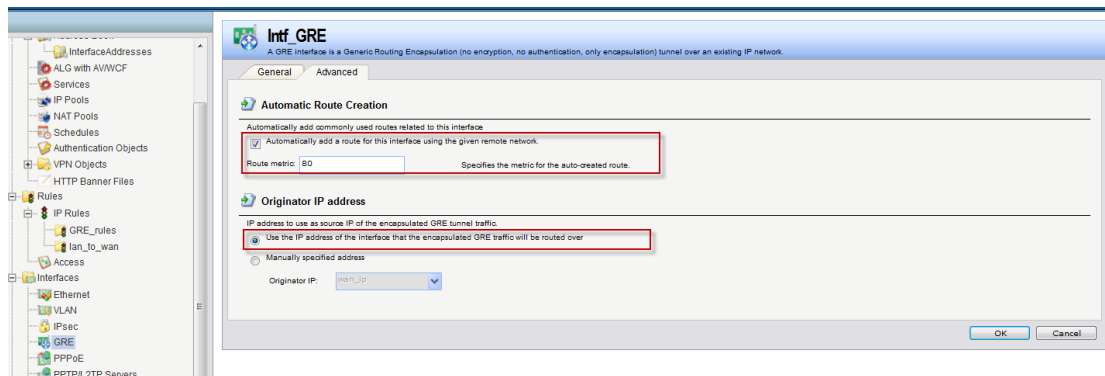 InterfaceAddresses
ALG with AV/WCF
Services
IP Pools
NAT Pools
Schedules
Authentication Objects
VPN Objects
HTTP Banner Files
Rules
IP Rules
GRE_rules
lan_to_wan
Access
Interfaces
Ethernet
VLAN
IPsec
GRE
PPPoE
PPTP/L2TP Servers
Intf_GRE
A GRE interface is a Generic Routing Encapsulation (no encryption, no authentication, only encapsulation) tunnel over an existing IP network.
General Advanced
Automatic Route Creation
Automatically add commonly used routes related to this interface
Automatically add a route for this interface using the given remote network.
Route metric: 80 Specifies the metric for the auto-created route.
Originator IP address
IP address to use as source IP of the encapsulated GRE tunnel traffic.
Use the IP address of the interface that the encapsulated GRE traffic will be routed over
Manually specified address
Originator IP: wan_ip
OK Cancel